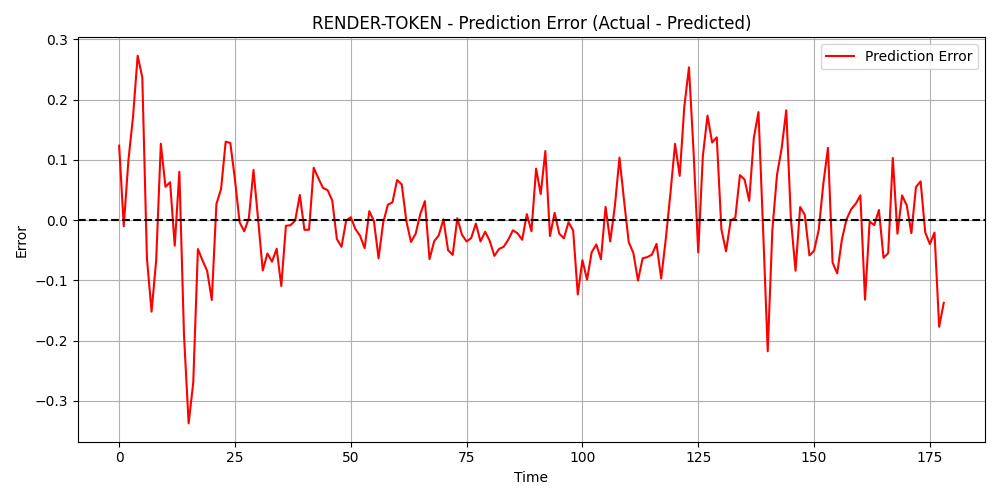 RENDER-TOKEN - Prediction Error (Actual - Predicted)
Prediction Error
0.3
0.2
0.1
0.0
−0.1
−0.2
−0.3
Error
0 25 50 75 100 125 150 175
Time